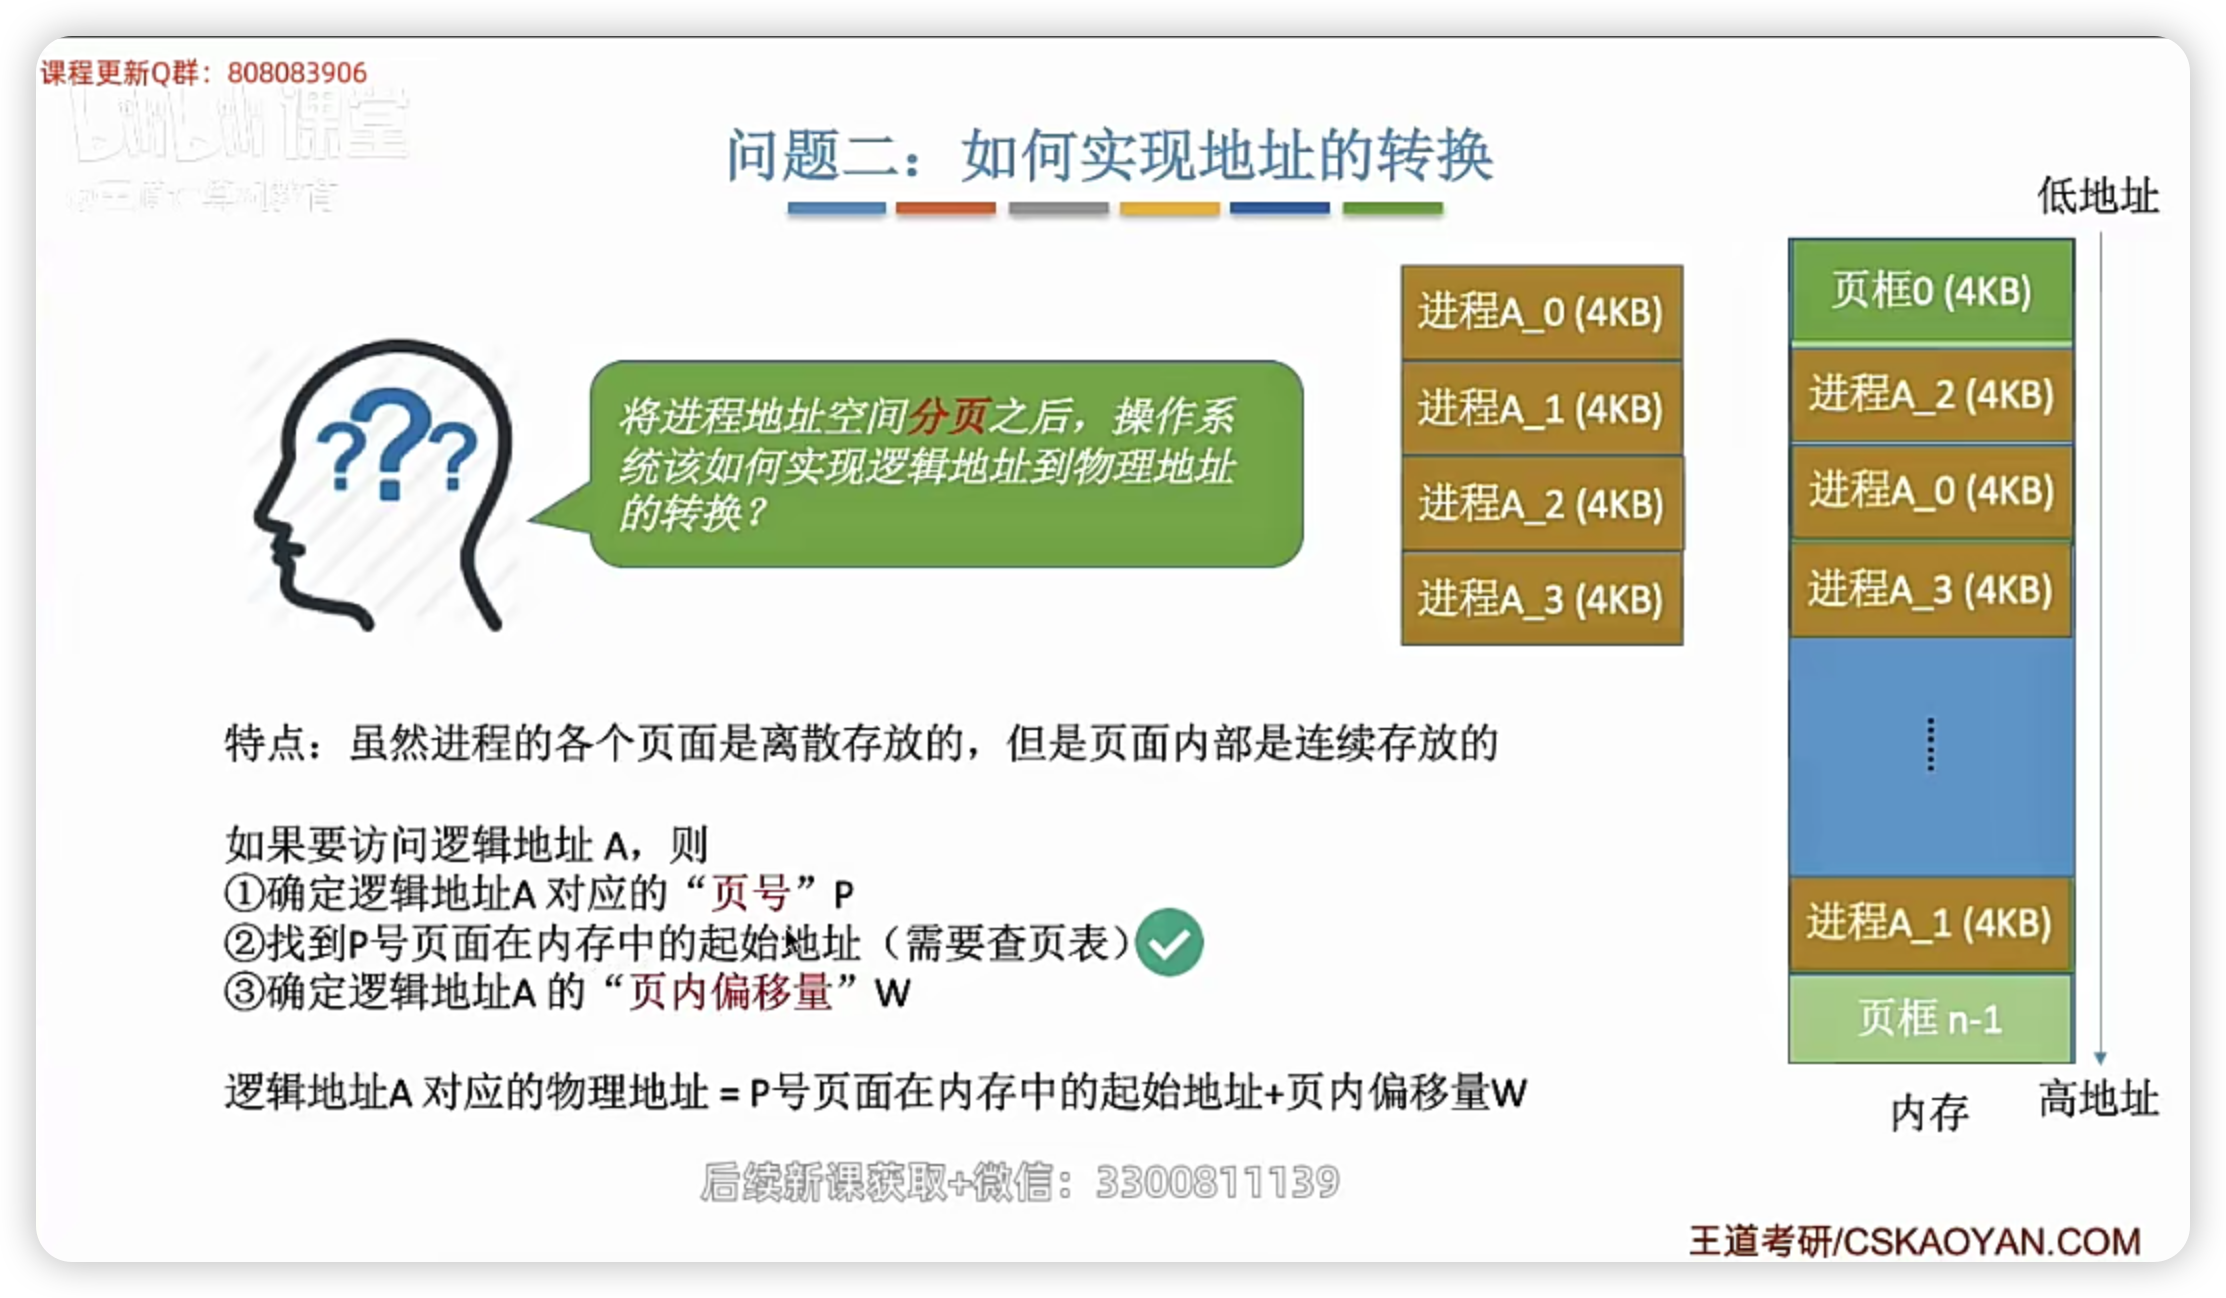 课程更新Q群：808083906
bilibili课堂
问题二：如何实现地址的转换
低地址
将进程地址空间分页之后，操作系
统该如何实现逻辑地址到物理地址
的转换？
???
进程A_0 (4KB)
进程A_1 (4KB)
进程A_2 (4KB)
进程A_3 (4KB)
页框0 (4KB)
进程A_2 (4KB)
进程A_0 (4KB)
进程A_3 (4KB)
......
进程A_1 (4KB)
页框 n-1
内存
高地址
特点：虽然进程的各个页面是离散存放的，但是页面内部是连续存放的
如果要访问逻辑地址 A，则
①确定逻辑地址A 对应的“页号”P
②找到P号页面在内存中的起始地址（需要查页表）
③确定逻辑地址A 的“页内偏移量”W
逻辑地址A 对应的物理地址 = P号页面在内存中的起始地址+页内偏移量W
后续新课获取+微信：3300811139
王道考研/CSKAOYAN.COM